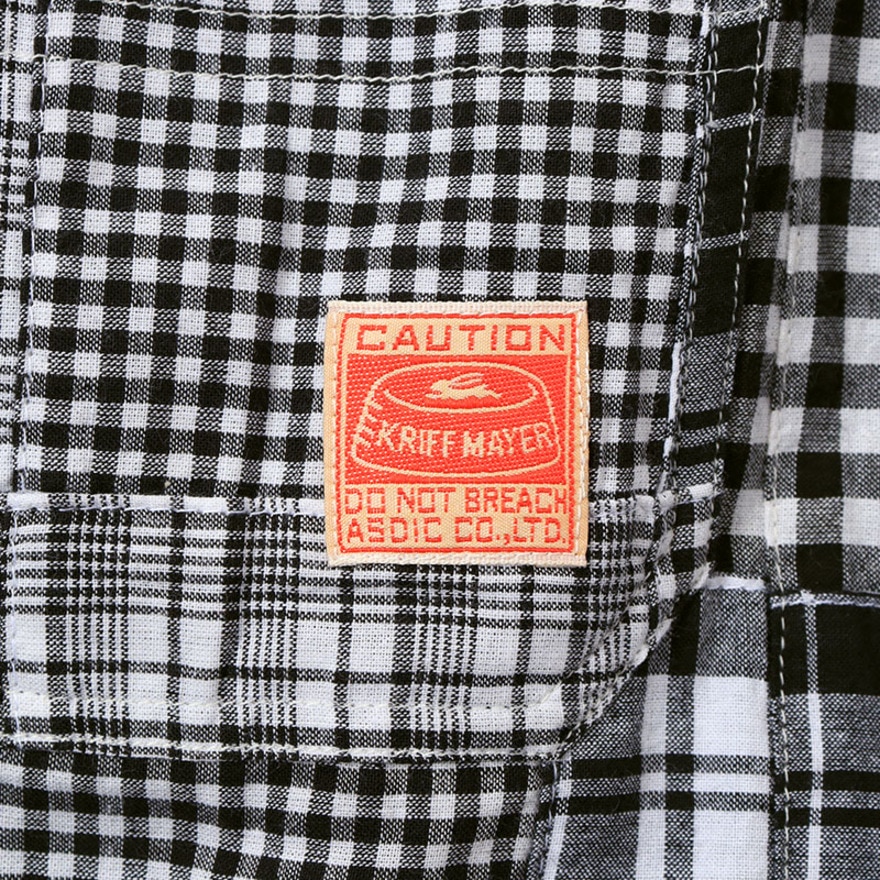 CAUTION
KRIFF MAYER
DO NOT BREACH
ASDIC CO.,LTD.